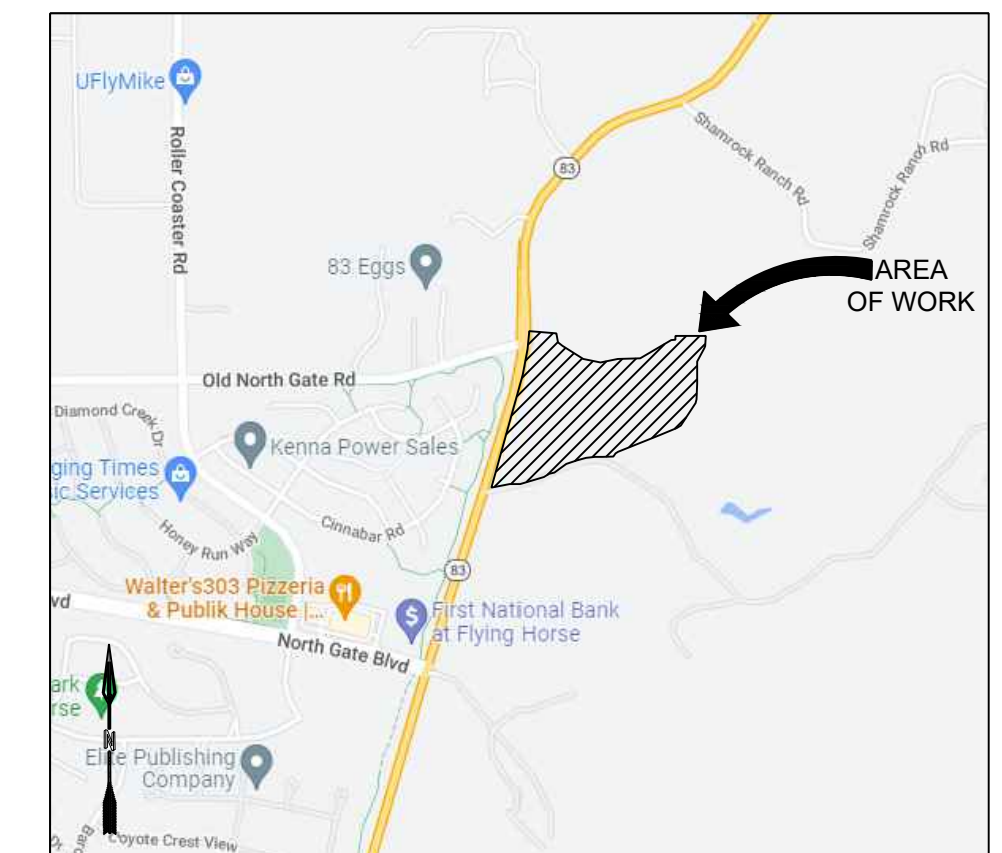 UFlyMike
Roller Coaster Rd
83
Shamrock Ranch Rd
Shamrock Ranch Rd
83 Eggs
AREA
OF WORK
Old North Gate Rd
Diamond Creek Dr
Kenna Power Sales
ging Times
ic Services
Cinnabar Rd
Honey Run Way
83
Walter's303 Pizzeria
& Publik House |...
First National Bank
at Flying Horse
vd
North Gate Blvd
ark
rse
N
Elite Publishing
Company
Coyote Crest View
Dr
Baro